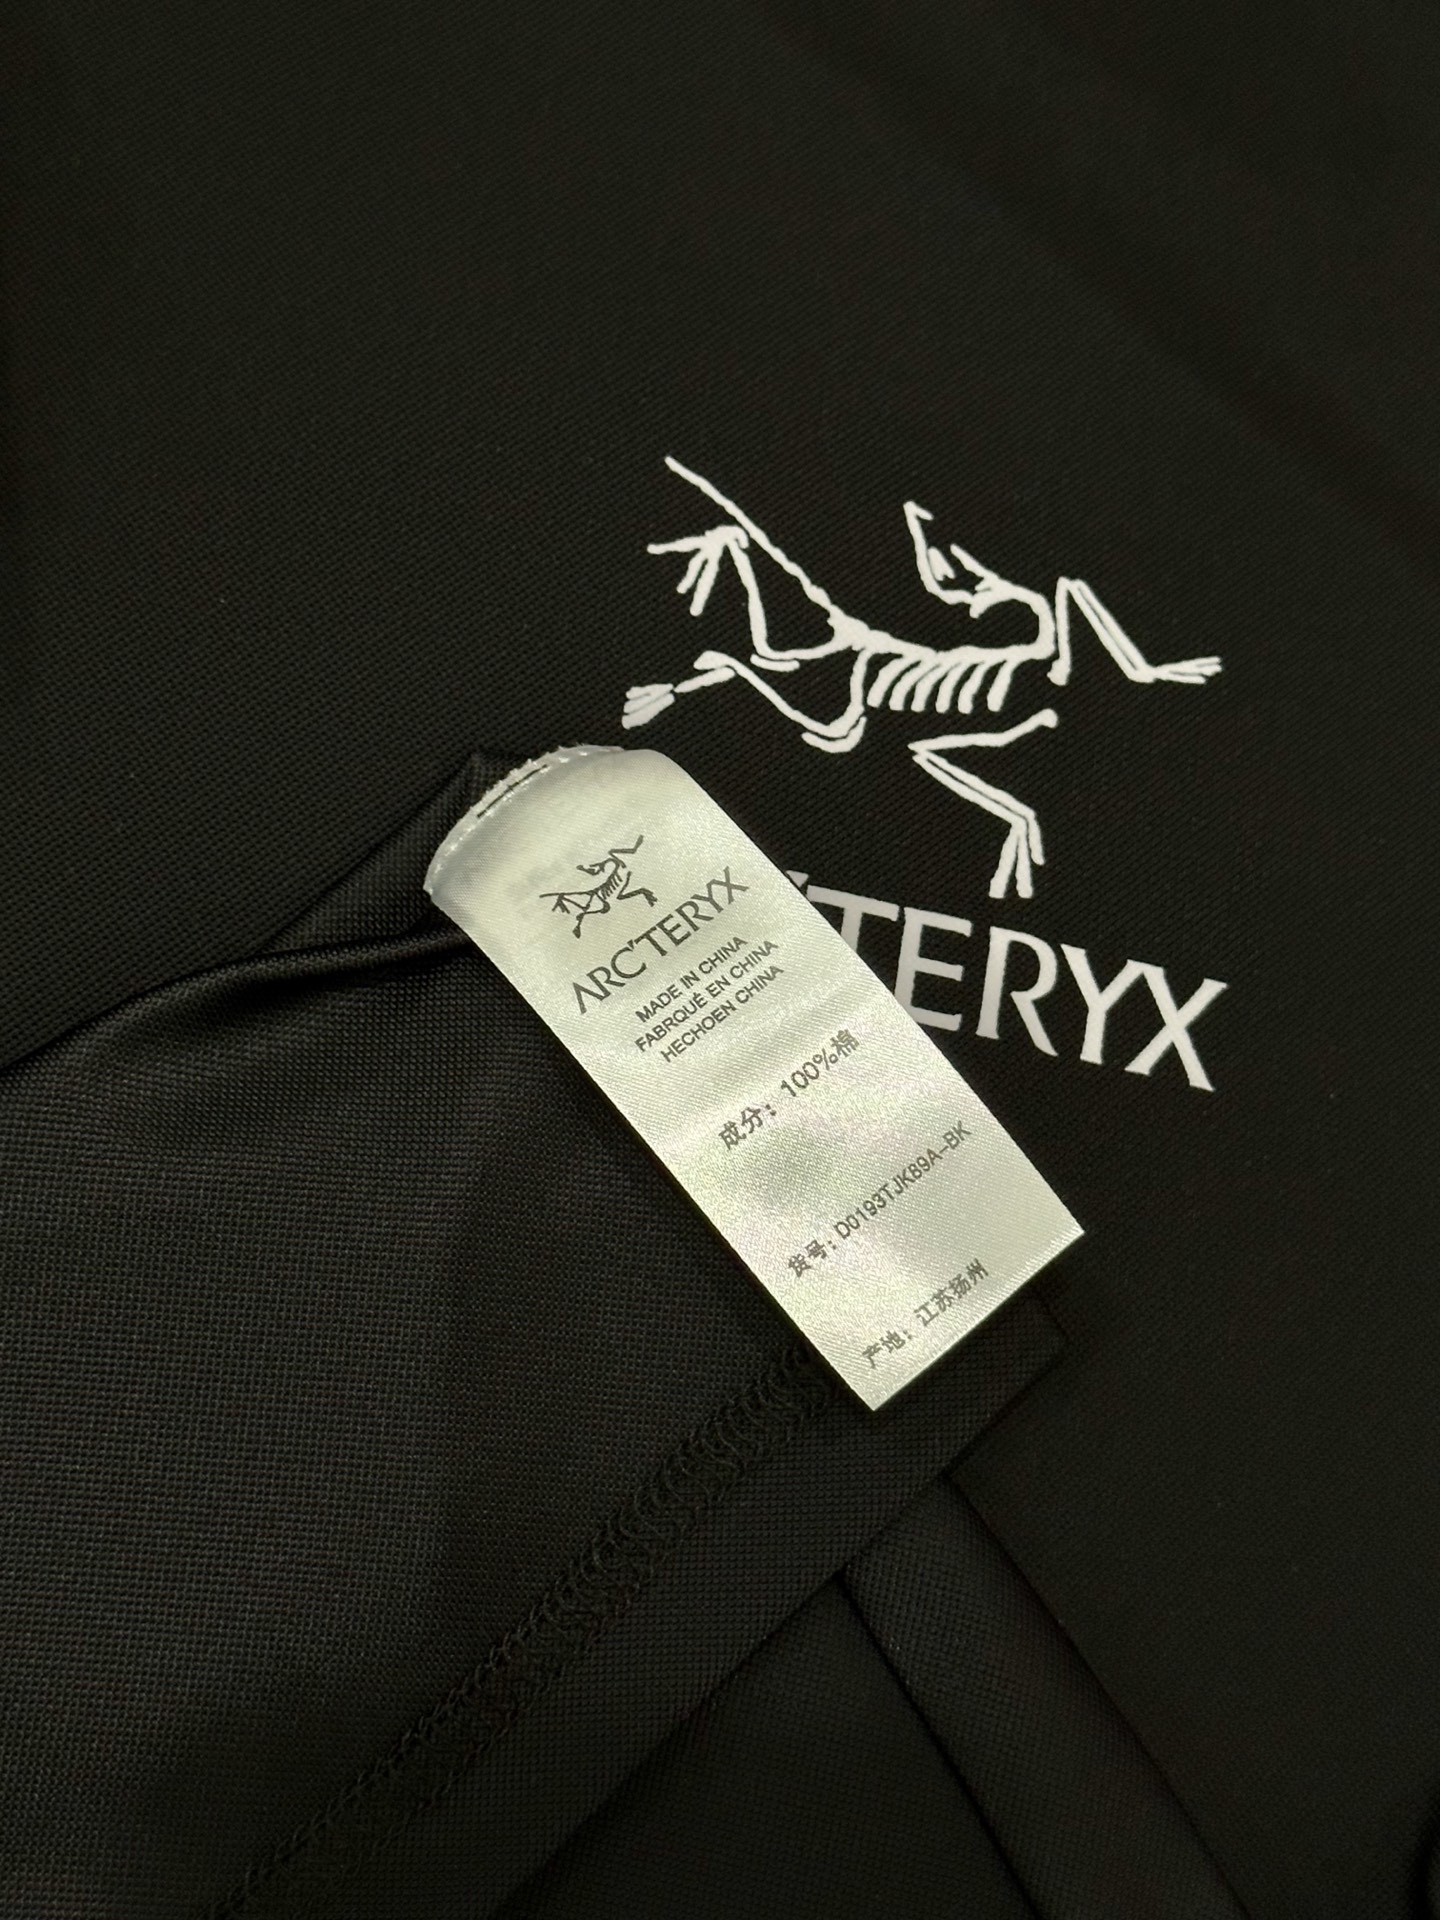 ARC'TERYX
MADE IN CHINA
FABRQUÉ EN CHINA
HECHOEN CHINA
成分：100%棉
货号：D0193TJK89A-BK
产地：江苏扬州
'TERYX